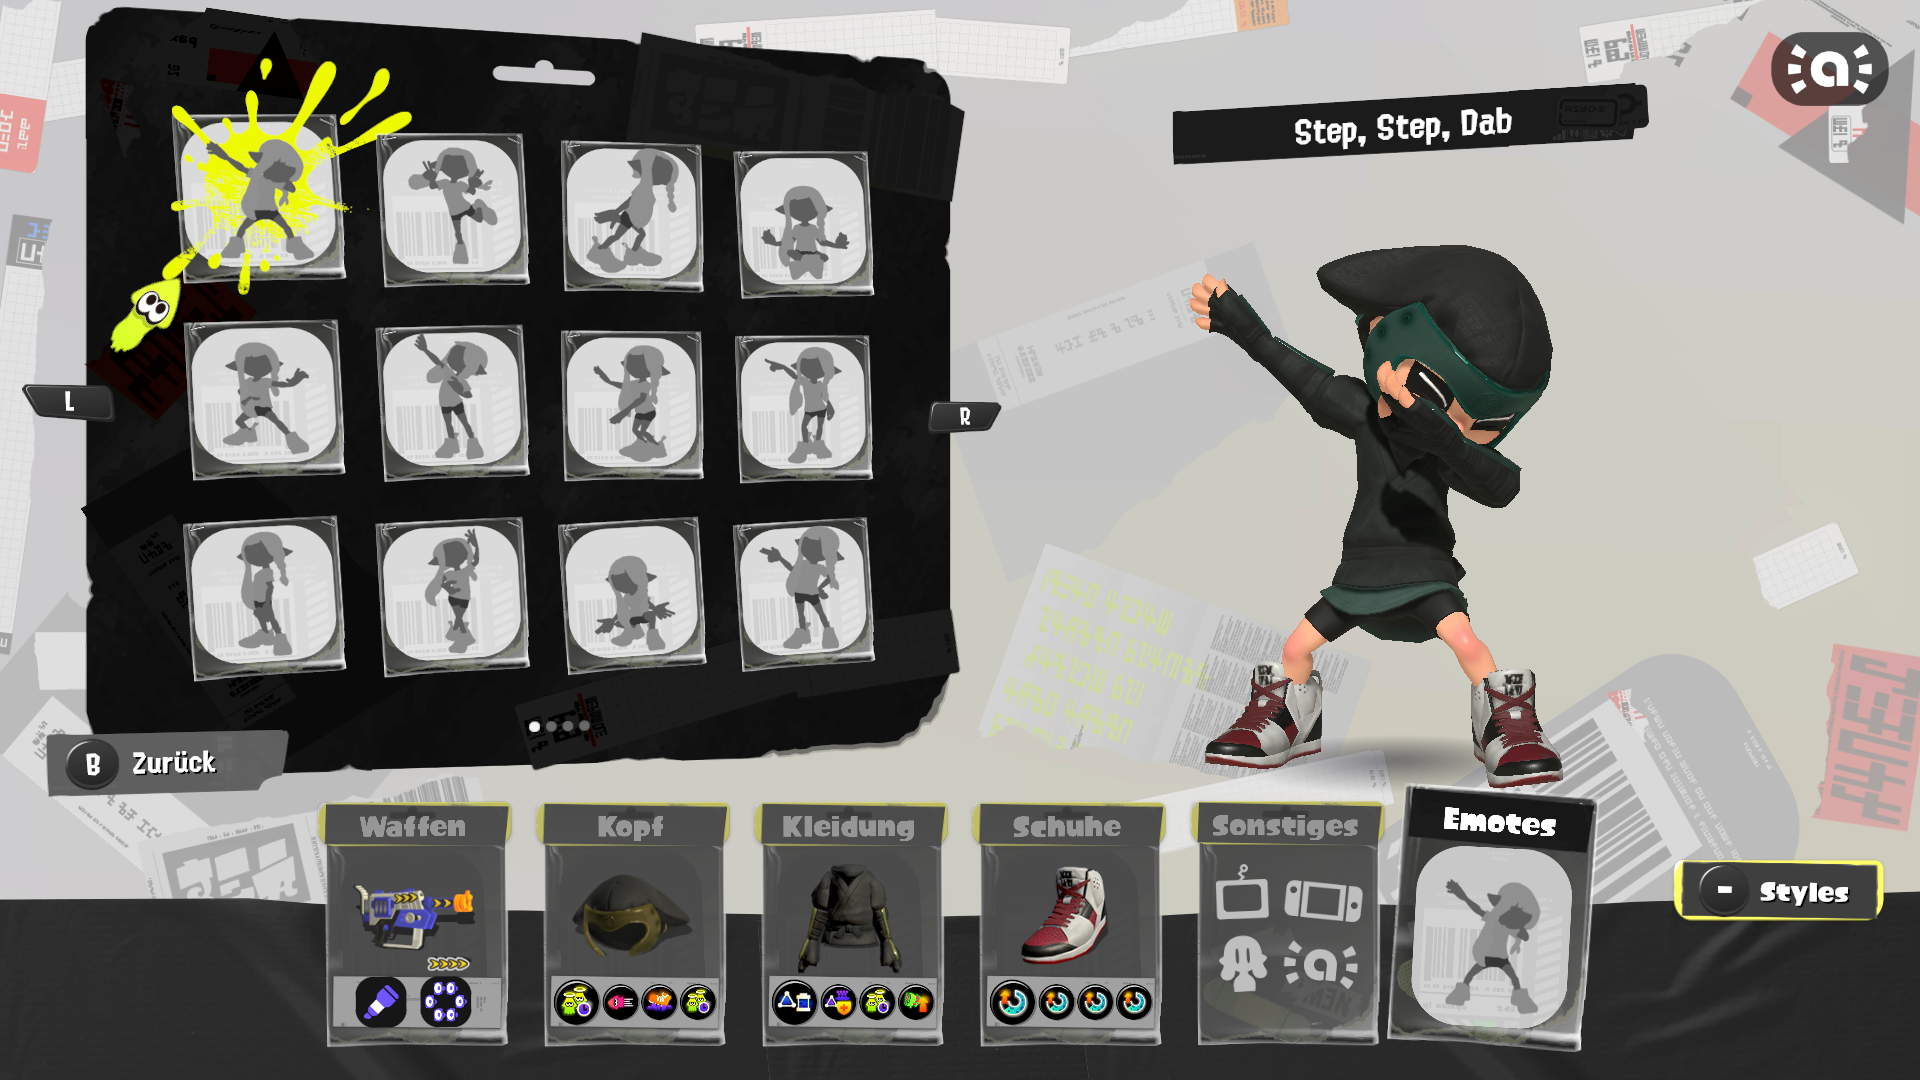 Step, Step, Dab
L
R
B Zurück
Waffen
Kopf
Kleidung
Schuhe
Sonstiges
Emotes
- Styles